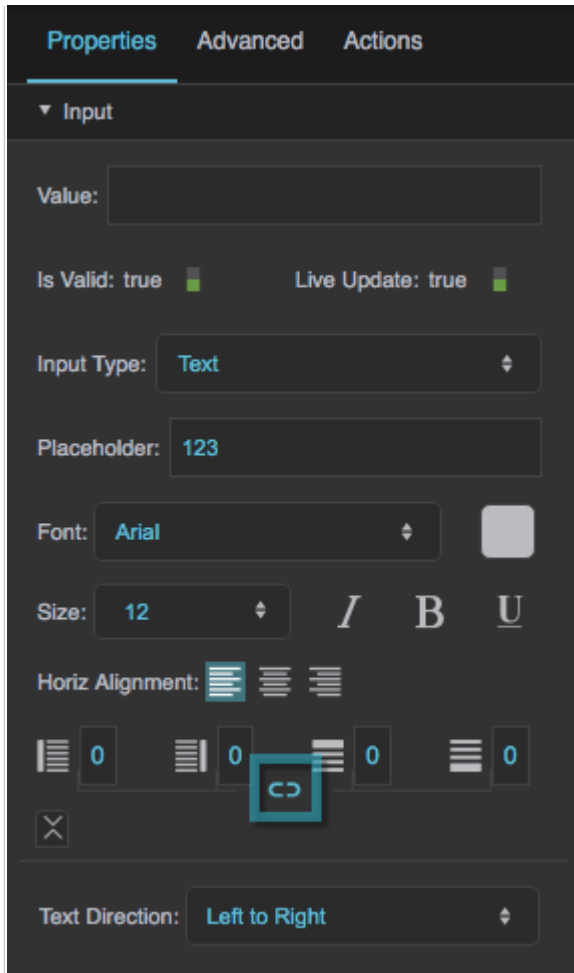 Properties Advanced Actions
Input
Value:
Is Valid: true Live Update: true
Input Type: Text
Placeholder: 123
Font: Arial
Size: 12 I B U
Horiz Alignment:
0 0 0 0
Text Direction: Left to Right